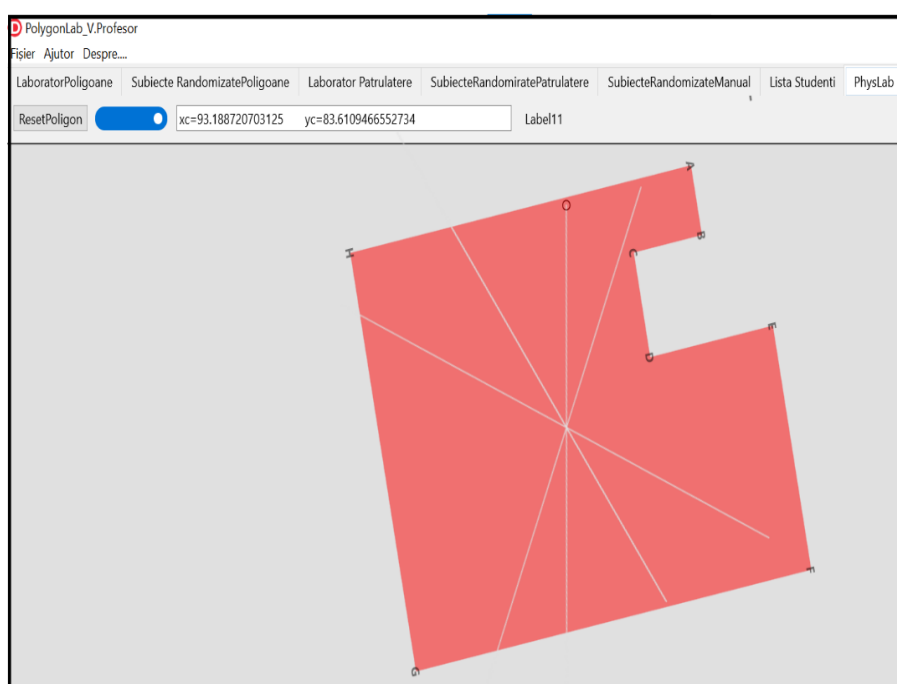 PolygonLab_V.Profesor
Fișier Ajutor Despre....
LaboratorPoligoane Subiecte RandomizatePoligoane Laborator Patrulatere SubiecteRandomiratePatrulatere SubiecteRandomizateManual Lista Studenti PhysLab
ResetPoligon xc=93.188720703125 yc=83.6109466552734 Label11
A
O
B
H
C
E
D
F
G